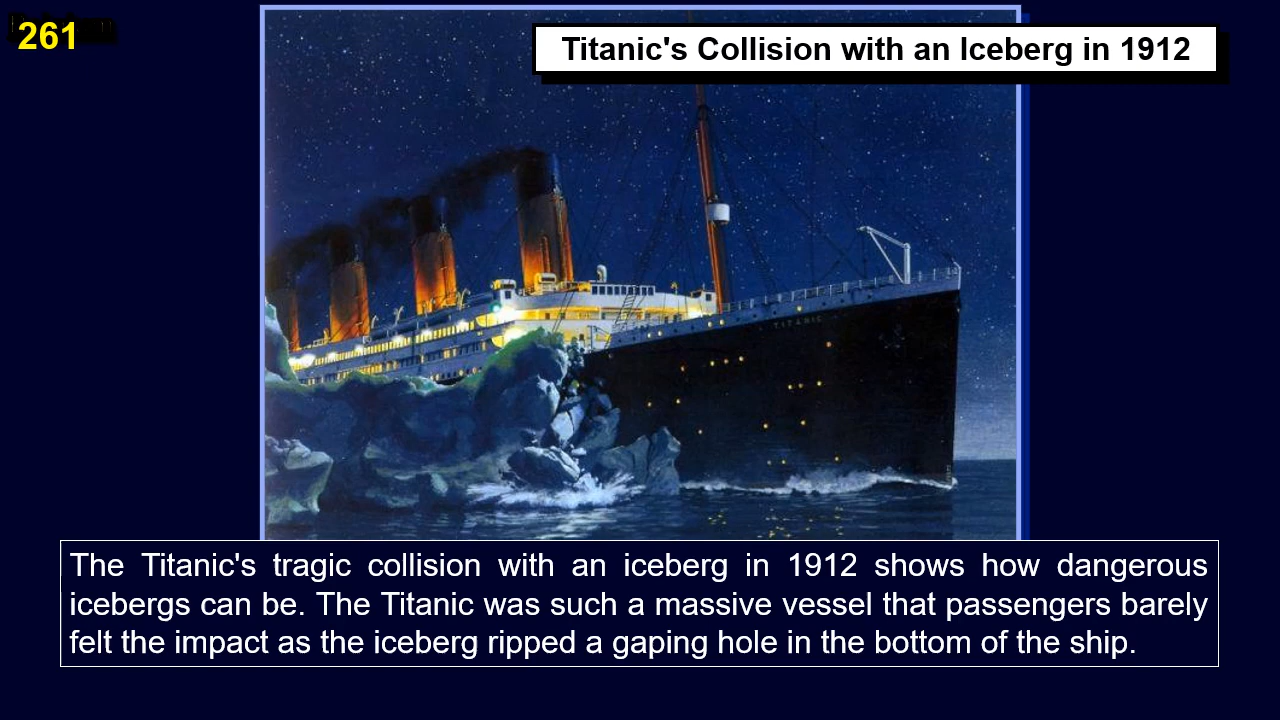 261
Titanic's Collision with an Iceberg in 1912
TITANIC
The Titanic's tragic collision with an iceberg in 1912 shows how dangerous
icebergs can be. The Titanic was such a massive vessel that passengers barely
felt the impact as the iceberg ripped a gaping hole in the bottom of the ship.